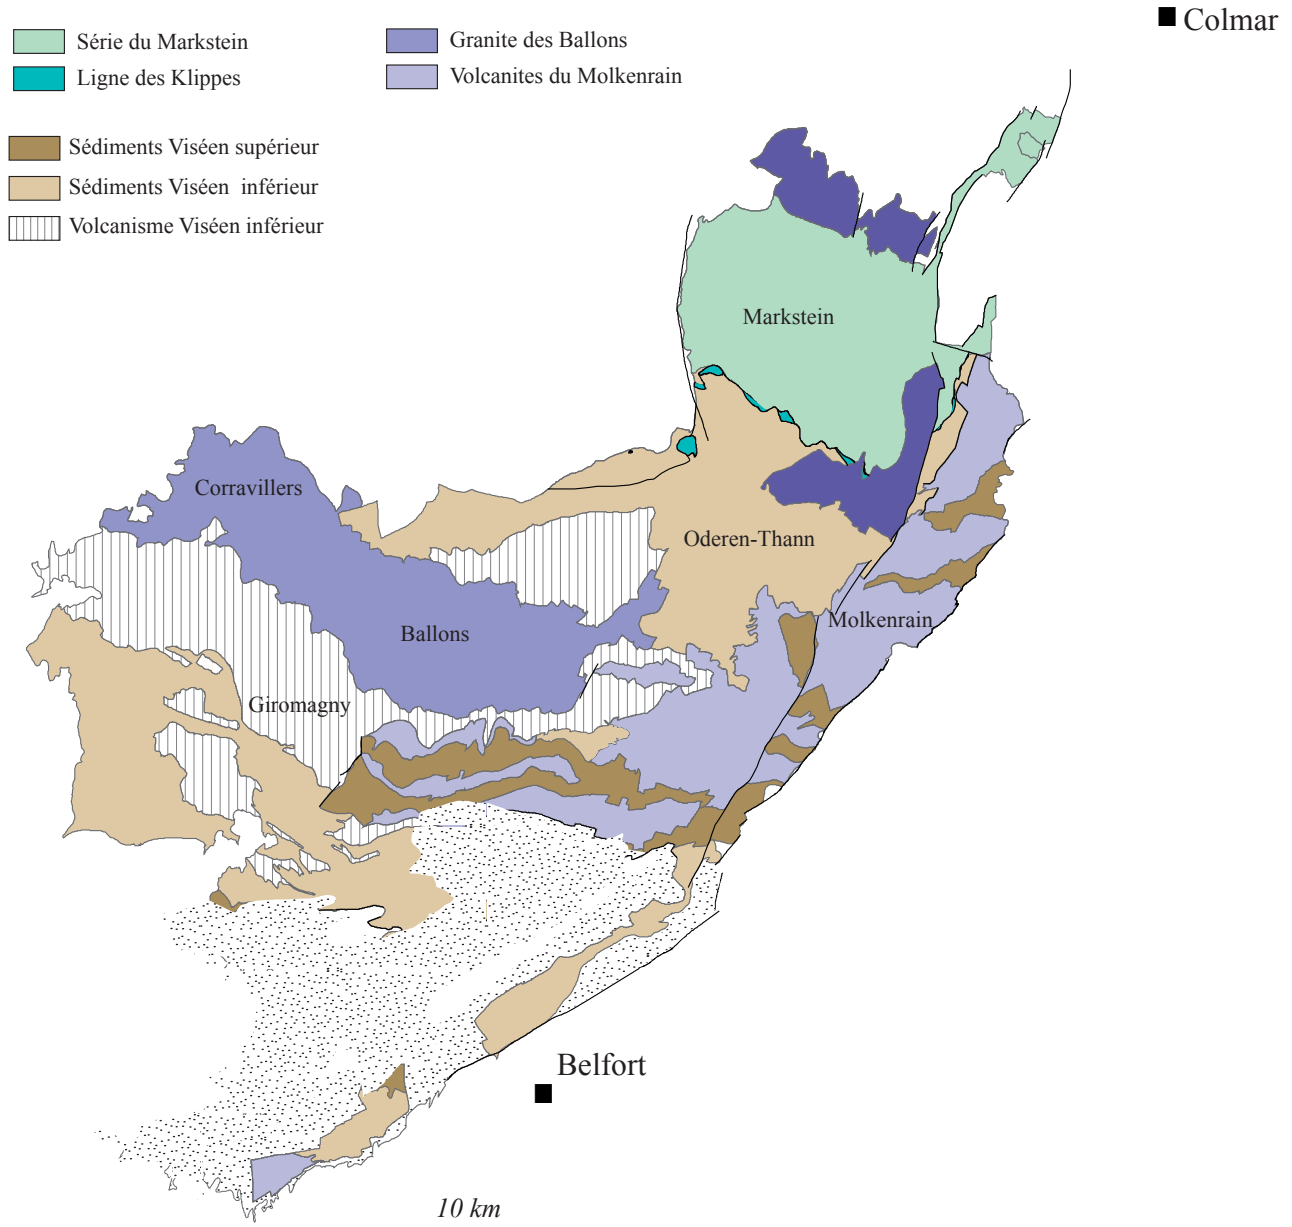 Colmar
Série du Markstein
Ligne des Klippes
Granite des Ballons
Volcanites du Molkenrain
Sédiments Viséen supérieur
Sédiments Viséen inférieur
Volcanisme Viséen inférieur
Markstein
Corravillers
Oderen-Thann
Ballons
Molkenrain
Giromagny
Belfort
10 km